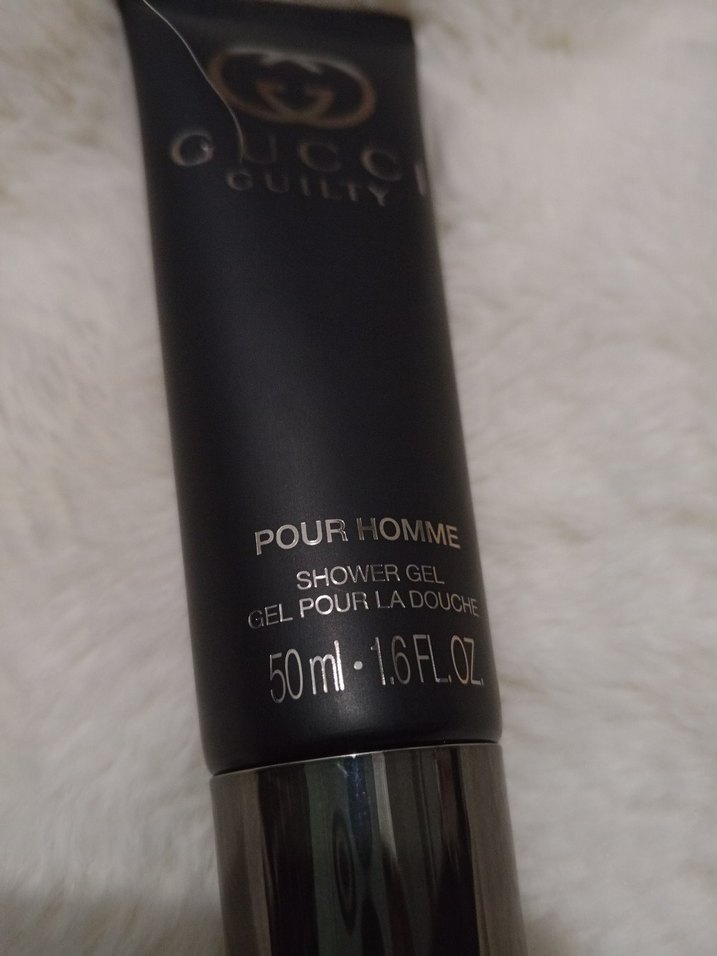 GUCCI
GUILTY
POUR HOMME
SHOWER GEL
GEL POUR LA DOUCHE
50 ml • 1.6 FL. OZ.